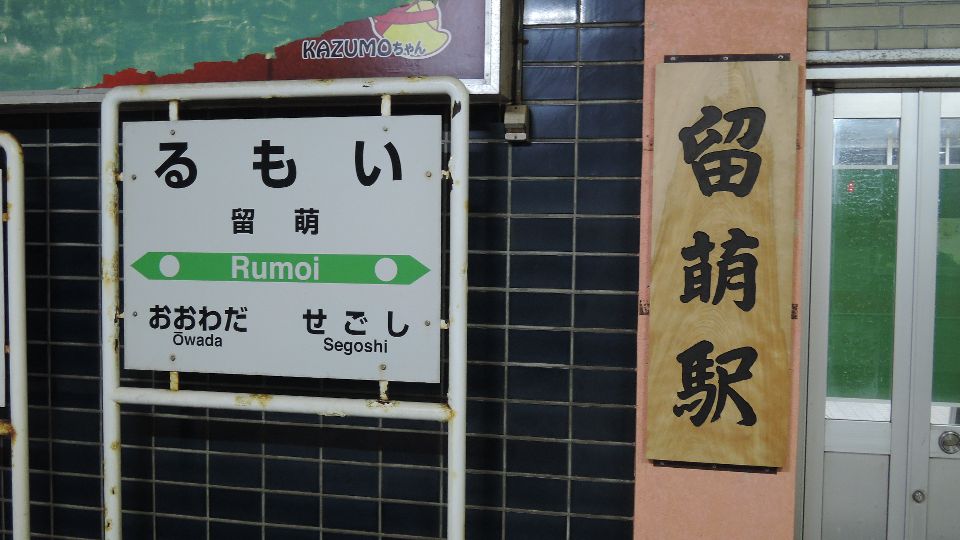 KAZUMOちゃん
るもい
留萌
Rumoi
おおわだ
Ōwada
せごし
Segoshi
留萌駅